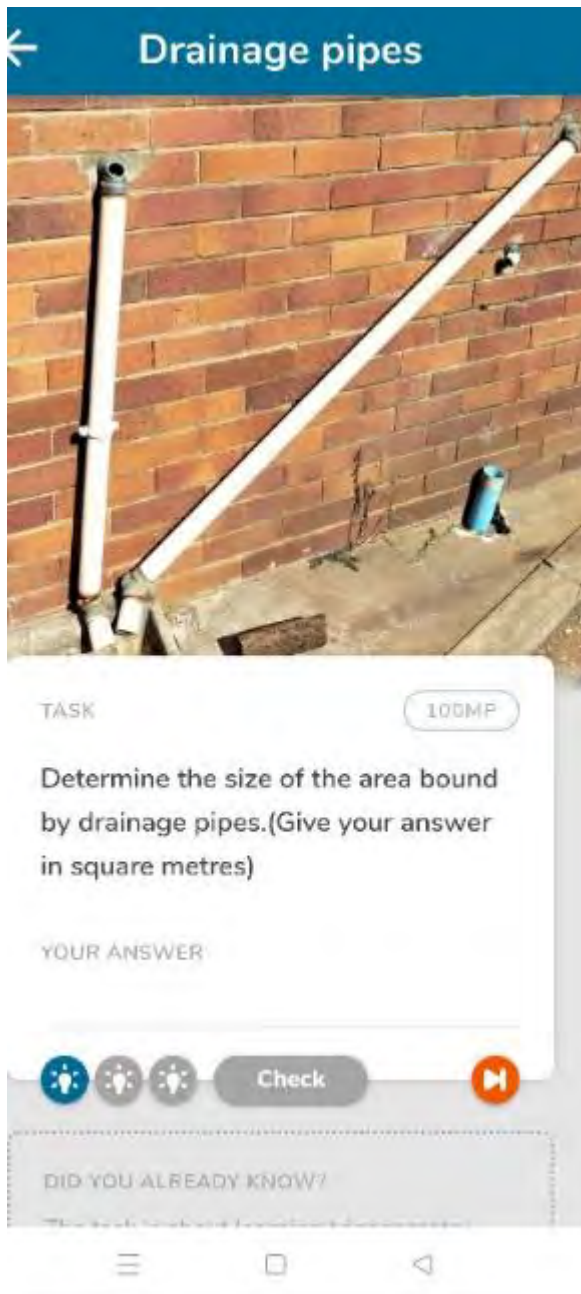 Drainage pipes
TASK
100MP
Determine the size of the area bound
by drainage pipes.(Give your answer
in square metres)
YOUR ANSWER
Check
DID YOU ALREADY KNOW?